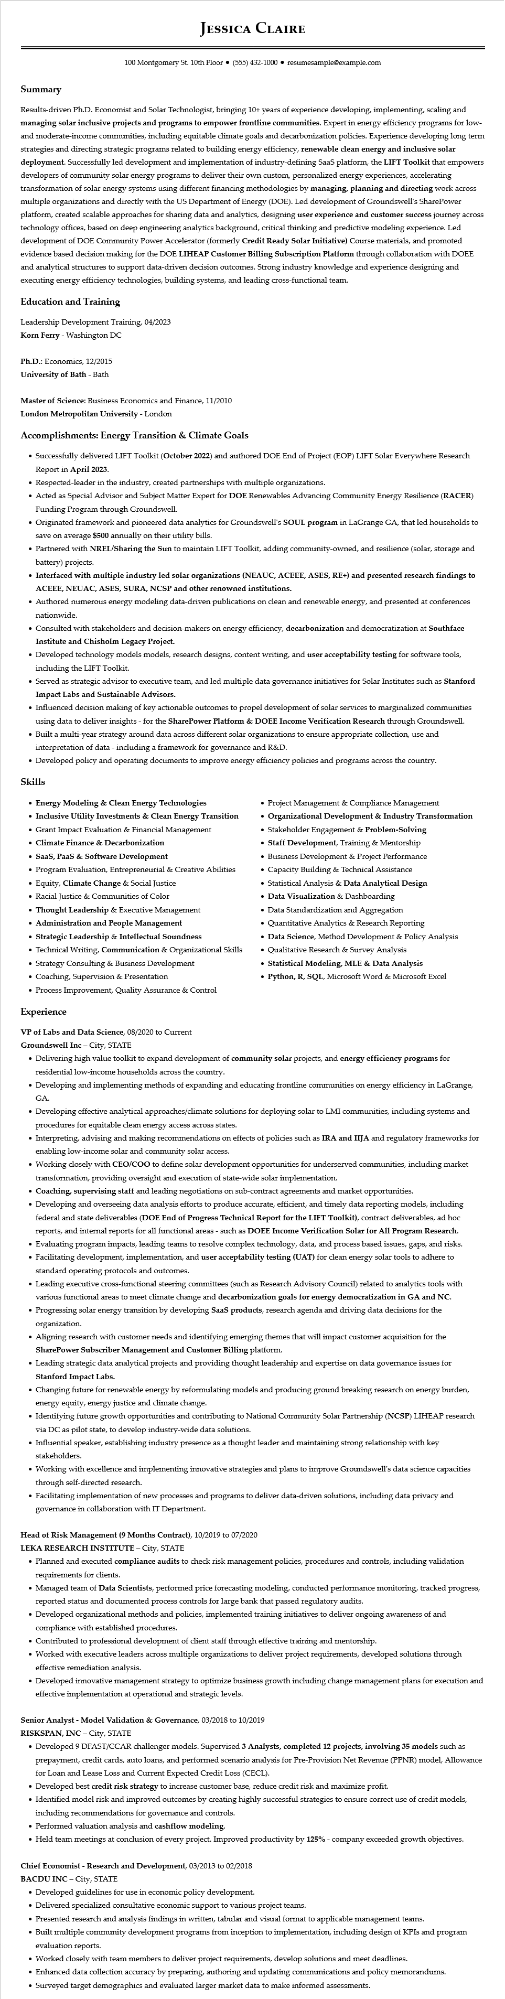 Jessica Claire
100 Montgomery St. 10th Floor ● (555) 432-1000 ● resumesample@example.com
Summary
Results-driven Ph.D. Economist and Solar Technologist, bringing 10+ years of experience developing, implementing, scaling and
managing solar inclusive projects and programs to empower frontline communities. Expert in energy efficiency programs for low-
and moderate-income communities, including equitable climate goals and decarbonization policies. Experience developing long term
strategies and directing strategic programs related to building energy efficiency, renewable clean energy and inclusive solar
deployment. Successfully led development and implementation of industry-defining SaaS platform, the LIFT Toolkit that empowers
developers of community solar energy programs to deliver their own custom, personalized energy experiences, accelerating
transformation of solar energy systems using different financing methodologies by managing, planning and directing work across
multiple organizations and directly with the US Department of Energy (DOE). Led development of Groundswell's SharePower
platform, created scalable approaches for sharing data and analytics, designing user experience and customer success journey across
technology offices, based on deep engineering analytics background, critical thinking and predictive modeling experience. Led
development of DOE Community Power Accelerator (formerly Credit Ready Solar Initiative) Course materials, and promoted
evidence based decision making for the DOE LIHEAP Customer Billing Subscription Platform through collaboration with DOEE
and analytical structures to support data-driven decision outcomes. Strong industry knowledge and experience designing and
executing energy efficiency technologies, building systems, and leading cross-functional team.
Education and Training
Leadership Development Training, 04/2023
Korn Ferry - Washington DC
Ph.D.: Economics, 12/2015
University of Bath - Bath
Master of Science: Business Economics and Finance, 11/2010
London Metropolitan University - London
Accomplishments: Energy Transition & Climate Goals
• Successfully delivered LIFT Toolkit (October 2022) and authored DOE End of Project (EOP) LIFT Solar Everywhere Research
Report in April 2023.
• Respected-leader in the industry, created partnerships with multiple organizations.
• Acted as Special Advisor and Subject Matter Expert for DOE Renewables Advancing Community Energy Resilience (RACER)
Funding Program through Groundswell.
• Originated framework and pioneered data analytics for Groundswell's SOUL program in LaGrange GA, that led households to
save on average $500 annually on their utility bills.
• Partnered with NREL/Sharing the Sun to maintain LIFT Toolkit, adding community-owned, and resilience (solar, storage and
battery) projects.
• Interfaced with multiple industry led solar organizations (NEAUC, ACEEE, ASES, RE+) and presented research findings to
ACEEE, NEUAC, ASES, SURA, NCSP and other renowned institutions.
• Authored numerous energy modeling data-driven publications on clean and renewable energy, and presented at conferences
nationwide.
• Consulted with stakeholders and decision-makers on energy efficiency, decarbonization and democratization at Southface
Institute and Chisholm Legacy Project.
• Developed technology models models, research designs, content writing, and user acceptability testing for software tools,
including the LIFT Toolkit.
• Served as strategic advisor to executive team, and led multiple data governance initiatives for Solar Institutes such as Stanford
Impact Labs and Sustainable Advisors.
• Influenced decision making of key actionable outcomes to propel development of solar services to marginalized communities
using data to deliver insights - for the SharePower Platform & DOEE Income Verification Research through Groundswell.
• Built a multi-year strategy around data across different solar organizations to ensure appropriate collection, use and
interpretation of data - including a framework for governance and R&D.
• Developed policy and operating documents to improve energy efficiency policies and programs across the country.
Skills
• Energy Modeling & Clean Energy Technologies
• Inclusive Utility Investments & Clean Energy Transition
• Grant Impact Evaluation & Financial Management
• Climate Finance & Decarbonization
• SaaS, PaaS & Software Development
• Program Evaluation, Entrepreneurial & Creative Abilities
• Equity, Climate Change & Social Justice
• Racial Justice & Communities of Color
• Thought Leadership & Executive Management
• Administration and People Management
• Strategic Leadership & Intellectual Soundness
• Technical Writing, Communication & Organizational Skills
• Strategy Consulting & Business Development
• Coaching, Supervision & Presentation
• Process Improvement, Quality Assurance & Control
• Project Management & Compliance Management
• Organizational Development & Industry Transformation
• Stakeholder Engagement & Problem-Solving
• Staff Development, Training & Mentorship
• Business Development & Project Performance
• Capacity Building & Technical Assistance
• Statistical Analysis & Data Analytical Design
• Data Visualization & Dashboarding
• Data Standardization and Aggregation
• Quantitative Analytics & Research Reporting
• Data Science, Method Development & Policy Analysis
• Qualitative Research & Survey Analysis
• Statistical Modeling, MLE & Data Analysis
• Python, R, SQL, Microsoft Word & Microsoft Excel
Experience
VP of Labs and Data Science, 08/2020 to Current
Groundswell Inc – City, STATE
• Delivering high value toolkit to expand development of community solar projects, and energy efficiency programs for
residential low-income households across the country.
• Developing and implementing methods of expanding and educating frontline communities on energy efficiency in LaGrange,
GA.
• Developing effective analytical approaches/climate solutions for deploying solar to LMI communities, including systems and
procedures for equitable clean energy access across states.
• Interpreting, advising and making recommendations on effects of policies such as IRA and IIJA and regulatory frameworks for
enabling low-income solar and community solar access.
• Working closely with CEO/COO to define solar development opportunities for underserved communities, including market
transformation, providing oversight and execution of state-wide solar implementation.
• Coaching, supervising staff and leading negotiations on sub-contract agreements and market opportunities.
• Developing and overseeing data analysis efforts to produce accurate, efficient, and timely data reporting models, including
federal and state deliverables (DOE End of Progress Technical Report for the LIFT Toolkit), contract deliverables, ad hoc
reports, and internal reports for all functional areas - such as DOEE Income Verification Solar for All Program Research.
• Evaluating program impacts, leading teams to resolve complex technology, data, and process based issues, gaps, and risks.
• Facilitating development, implementation, and user acceptability testing (UAT) for clean energy solar tools to adhere to
standard operating protocols and outcomes.
• Leading executive cross-functional steering committees (such as Research Advisory Council) related to analytics tools with
various functional areas to meet climate change and decarbonization goals for energy democratization in GA and NC.
• Progressing solar energy transition by developing SaaS products, research agenda and driving data decisions for the
organization.
• Aligning research with customer needs and identifying emerging themes that will impact customer acquisition for the
SharePower Subscriber Management and Customer Billing platform.
• Leading strategic data analytical projects and providing thought leadership and expertise on data governance issues for
Stanford Impact Labs.
• Changing future for renewable energy by reformulating models and producing ground breaking research on energy burden,
energy equity, energy justice and climate change.
• Identifying future growth opportunities and contributing to National Community Solar Partnership (NCSP) LIHEAP research
via DC as pilot state, to develop industry-wide data solutions.
• Influential speaker, establishing industry presence as a thought leader and maintaining strong relationship with key
stakeholders.
• Working with excellence and implementing innovative strategies and plans to improve Groundswell's data science capacities
through self-directed research.
• Facilitating implementation of new processes and programs to deliver data-driven solutions, including data privacy and
governance in collaboration with IT Department.
Head of Risk Management (9 Months Contract), 10/2019 to 07/2020
LEKA RESEARCH INSTITUTE – City, STATE
• Planned and executed compliance audits to check risk management policies, procedures and controls, including validation
requirements for clients.
• Managed team of Data Scientists, performed price forecasting modeling, conducted performance monitoring, tracked progress,
reported status and documented process controls for large bank that passed regulatory audits.
• Developed organizational methods and policies, implemented training initiatives to deliver ongoing awareness of and
compliance with established procedures.
• Contributed to professional development of client staff through effective training and mentorship.
• Worked with executive leaders across multiple organizations to deliver project requirements, developed solutions through
effective remediation analysis.
• Developed innovative management strategy to optimize business growth including change management plans for execution and
effective implementation at operational and strategic levels.
Senior Analyst - Model Validation & Governance, 03/2018 to 10/2019
RISKSPAN, INC – City, STATE
• Developed 9 DFAST/CCAR challenger models. Supervised 3 Analysts, completed 12 projects, involving 35 models such as
prepayment, credit cards, auto loans, and performed scenario analysis for Pre-Provision Net Revenue (PPNR) model, Allowance
for Loan and Lease Loss and Current Expected Credit Loss (CECL).
• Developed best credit risk strategy to increase customer base, reduce credit risk and maximize profit.
• Identified model risk and improved outcomes by creating highly successful strategies to ensure correct use of credit models,
including recommendations for governance and controls.
• Performed valuation analysis and cashflow modeling.
• Held team meetings at conclusion of every project. Improved productivity by 125% - company exceeded growth objectives.
Chief Economist - Research and Development, 03/2013 to 02/2018
BACDU INC – City, STATE
• Developed guidelines for use in economic policy development.
• Delivered specialized consultative economic support to various project teams.
• Presented research and analysis findings in written, tabular and visual format to applicable management teams.
• Built multiple community development programs from inception to implementation, including design of KPIs and program
evaluation reports.
• Worked closely with team members to deliver project requirements, develop solutions and meet deadlines.
• Enhanced data collection accuracy by preparing, authoring and updating communications and policy memorandums.
• Surveyed target demographics and evaluated larger market data to make informed assessments.